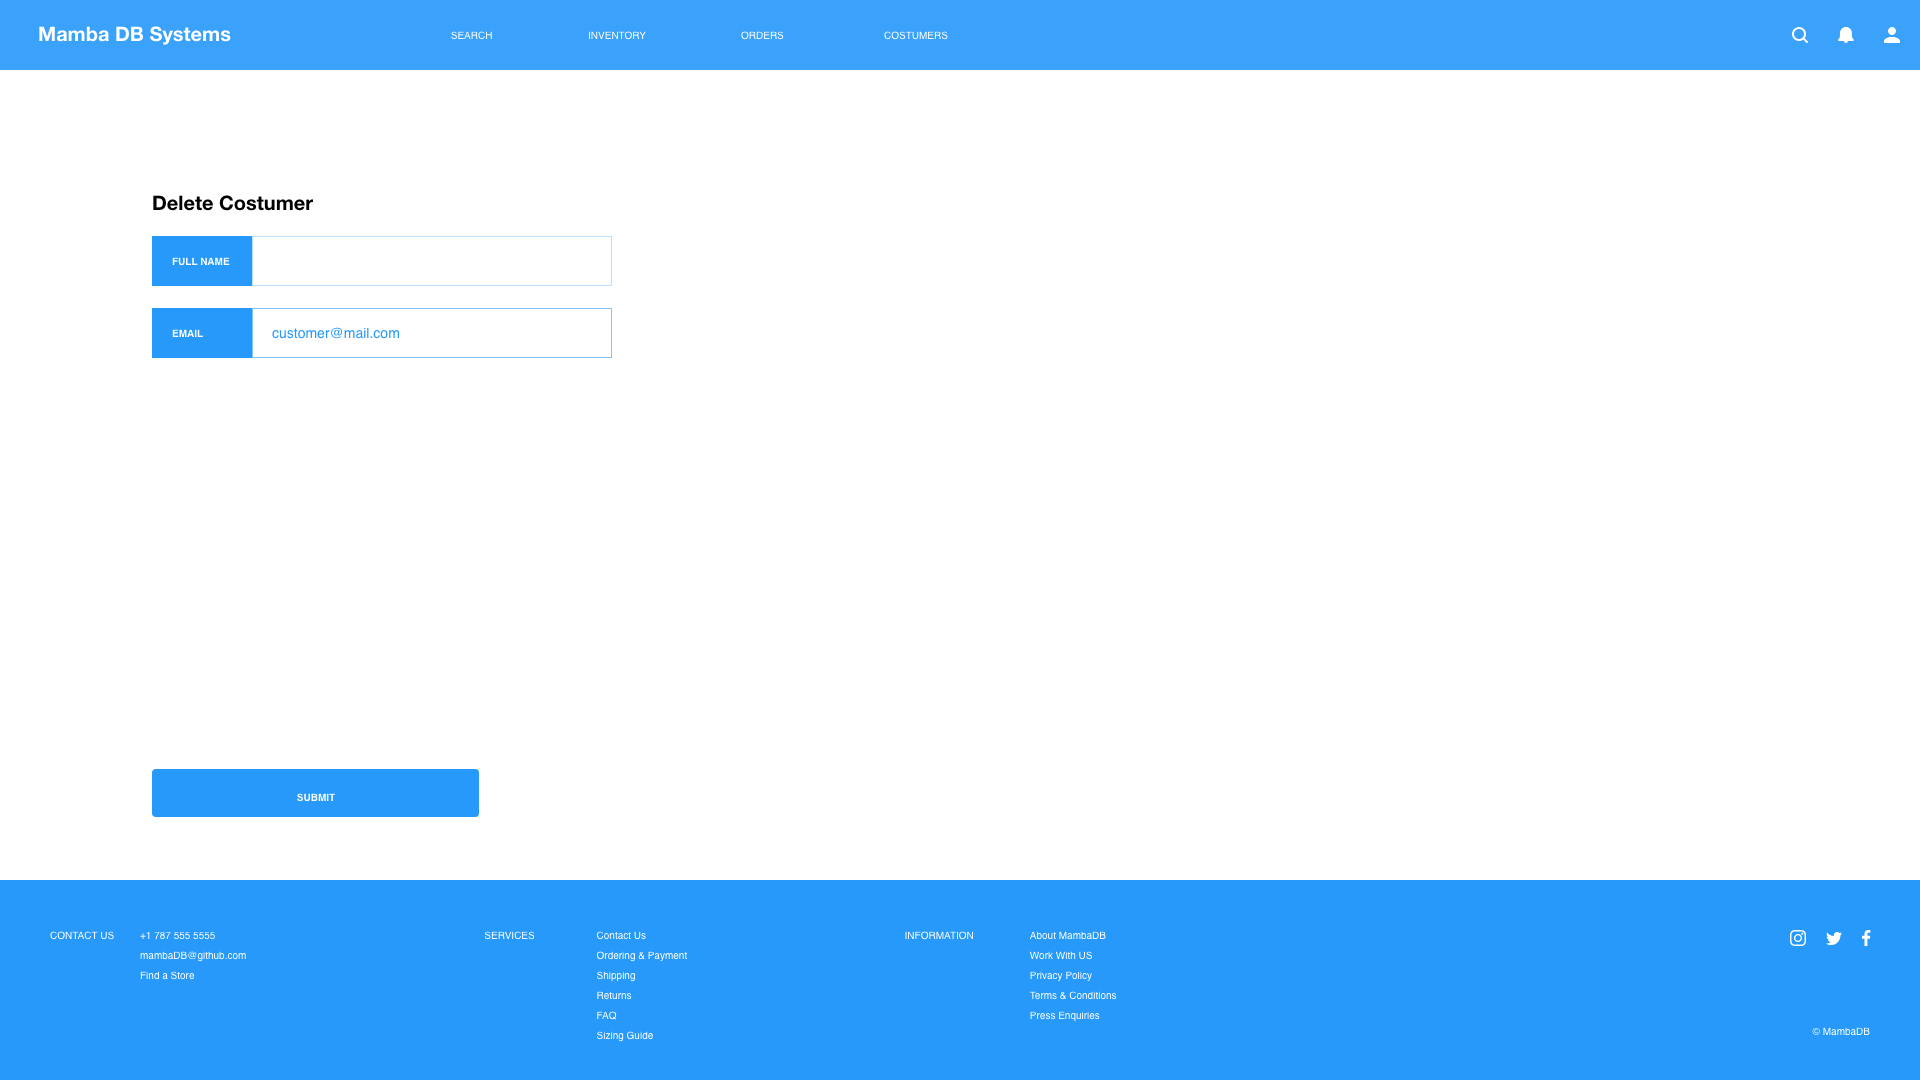 Mamba DB Systems
SEARCH
INVENTORY
ORDERS
COSTUMERS
Delete Costumer
FULL NAME
EMAIL
customer@mail.com
SUBMIT
CONTACT US
+1 787 555 5555
mambaDB@github.com
Find a Store
SERVICES
Contact Us
Ordering & Payment
Shipping
Returns
FAQ
Sizing Guide
INFORMATION
About MambaDB
Work With US
Privacy Policy
Terms & Conditions
Press Enquiries
© MambaDB